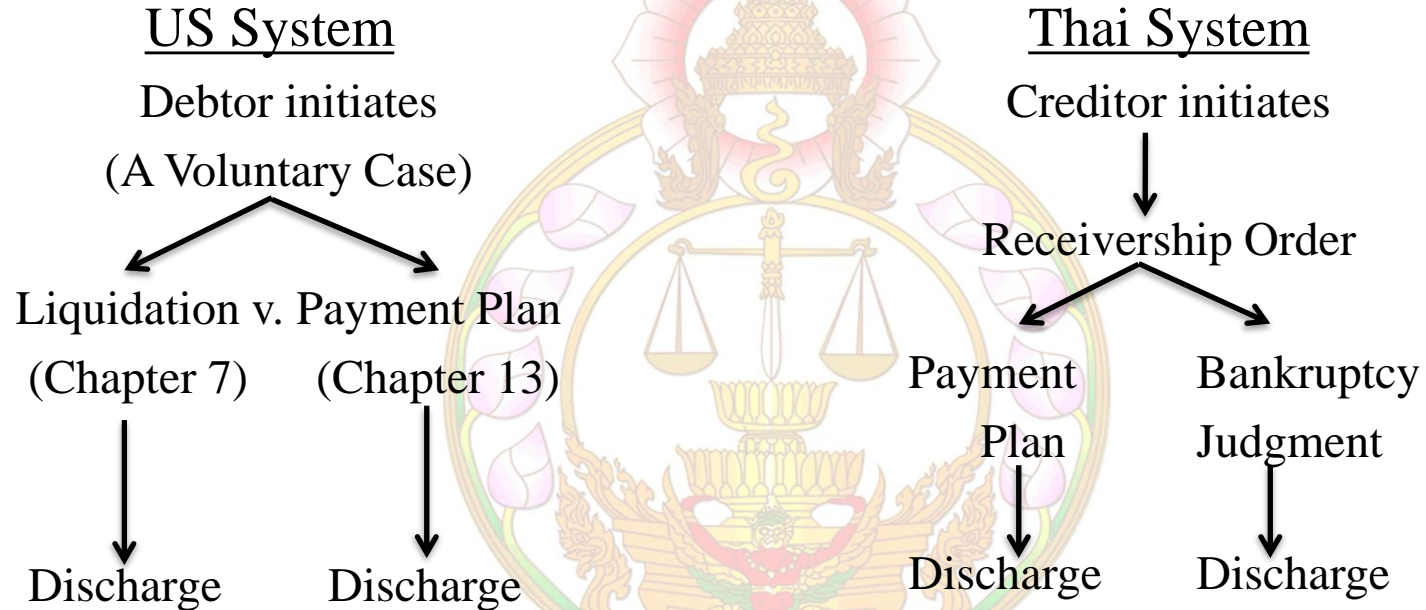 US System
Debtor initiates
(A Voluntary Case)
Liquidation v. Payment Plan
(Chapter 7) (Chapter 13)
Discharge Discharge
Thai System
Creditor initiates
Receivership Order
Payment Bankruptcy
Plan Judgment
Discharge Discharge